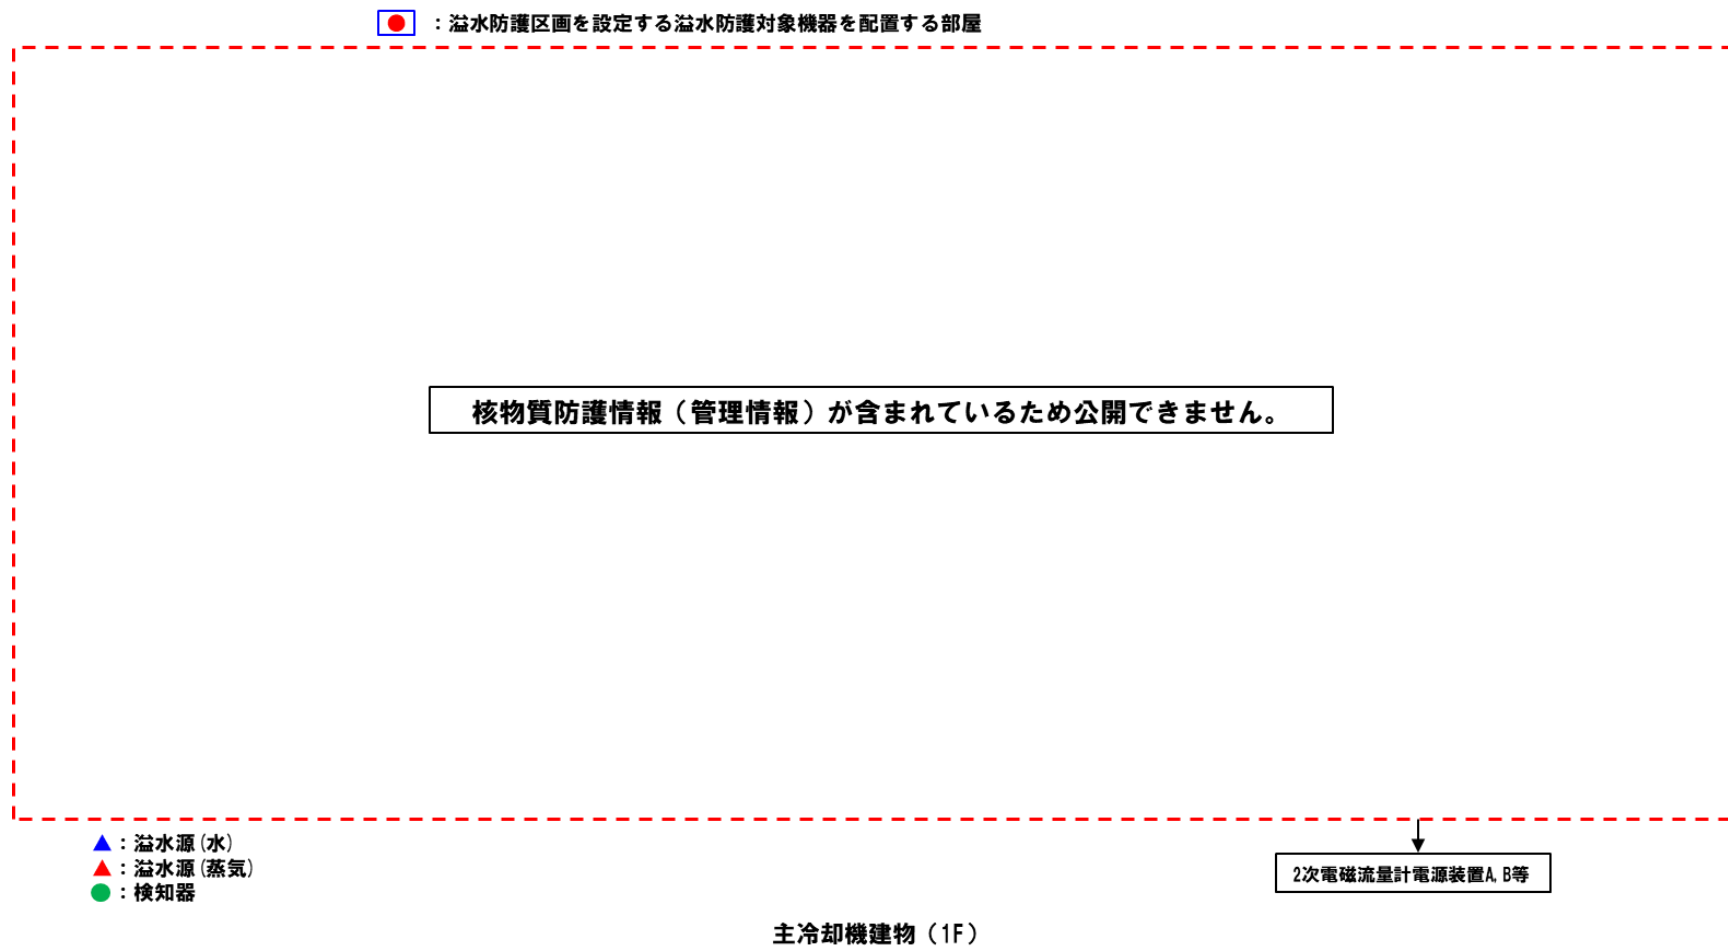 ：溢水防護区画を設定する溢水防護対象機器を配置する部屋
核物質防護情報（管理情報）が含まれているため公開できません。
：溢水源(水)
：溢水源(蒸気)
：検知器
2次電磁流量計電源装置A,B等
主冷却機建物（1F）